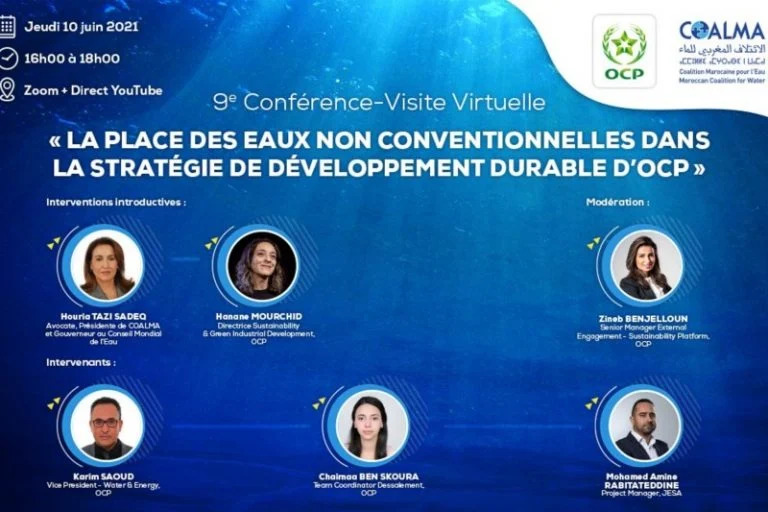 Jeudi 10 juin 2021
16h00 à 18h00
Zoom + Direct YouTube
OCP
COALMA
الائتلاف المغربي للماء
Coalition Marocaine pour l'Eau
Moroccan Coalition for Water
9e Conférence-Visite Virtuelle
« LA PLACE DES EAUX NON CONVENTIONNELLES DANS
LA STRATÉGIE DE DÉVELOPPEMENT DURABLE D'OCP »
Interventions introductives :
Modération :
Houria TAZI SADEQ
Avocate, Présidente de COALMA
et Gouverneur au Conseil Mondial
de l'Eau
Hanane MOURCHID
Directrice Sustainability
& Green Industrial Development,
OCP
Zineb BENJELLOUN
Senior Manager External
Engagement - Sustainability Platform,
OCP
Intervenants :
Karim SAOUD
Vice President - Water & Energy,
OCP
Chaimaa BEN SKOURA
Team Coordinator Dessalement,
OCP
Mohamed Amine
RABITATEDDINE
Project Manager, JESA